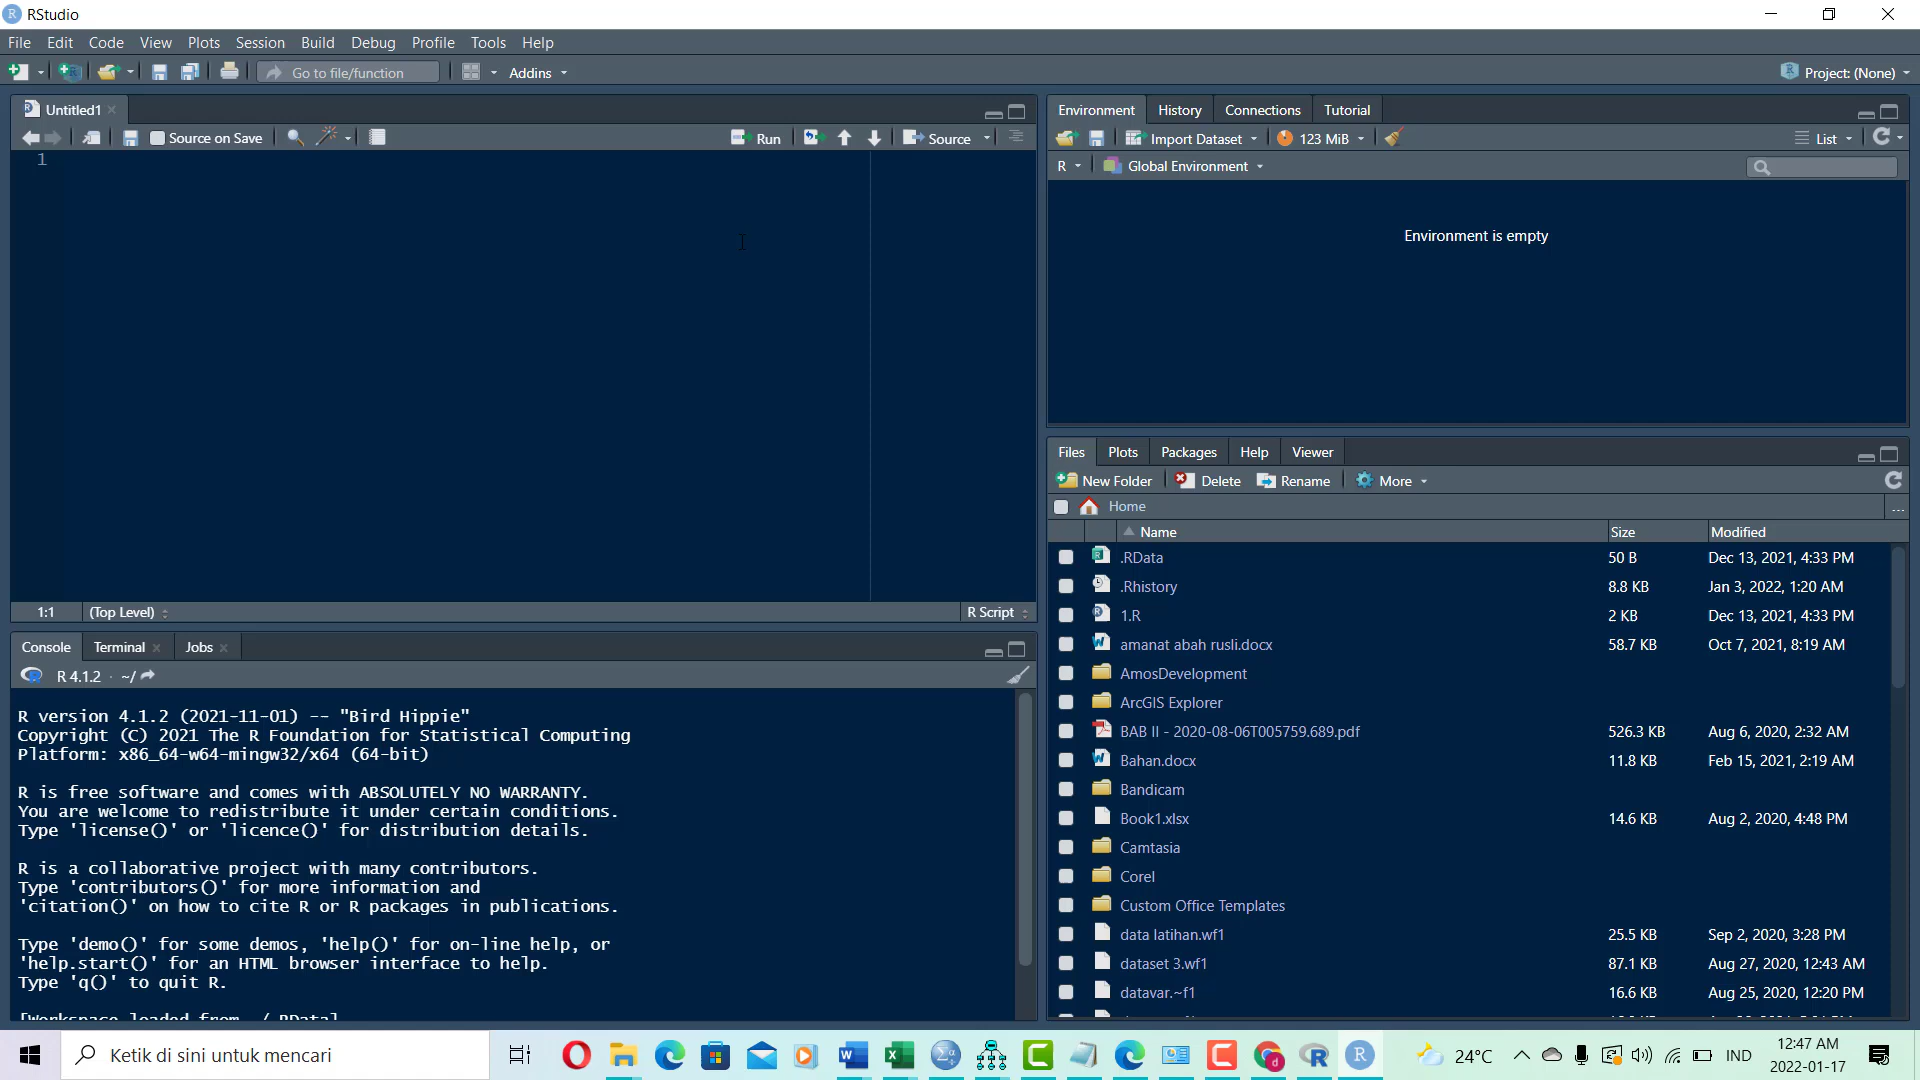 RStudio
File Edit Code View Plots Session Build Debug Profile Tools Help
Go to file/function Addins Project: (None)
Untitled1
Source on Save Run Source
1
1:1 (Top Level) R Script
Console Terminal Jobs
R 4.1.2 · ~/
R version 4.1.2 (2021-11-01) -- "Bird Hippie"
Copyright (C) 2021 The R Foundation for Statistical Computing
Platform: x86_64-w64-mingw32/x64 (64-bit)
R is free software and comes with ABSOLUTELY NO WARRANTY.
You are welcome to redistribute it under certain conditions.
Type 'license()' or 'licence()' for distribution details.
R is a collaborative project with many contributors.
Type 'contributors()' for more information and
'citation()' on how to cite R or R packages in publications.
Type 'demo()' for some demos, 'help()' for on-line help, or
'help.start()' for an HTML browser interface to help.
Type 'q()' to quit R.
[Workspace loaded from ~/.RData]
Environment History Connections Tutorial
Import Dataset 123 MiB List
R Global Environment
Environment is empty
Files Plots Packages Help Viewer
New Folder Delete Rename More
Home ...
Name Size Modified
.RData 50 B Dec 13, 2021, 4:33 PM
.Rhistory 8.8 KB Jan 3, 2022, 1:20 AM
1.R 2 KB Dec 13, 2021, 4:33 PM
amanat abah rusli.docx 58.7 KB Oct 7, 2021, 8:19 AM
AmosDevelopment
ArcGIS Explorer
BAB II - 2020-08-06T005759.689.pdf 526.3 KB Aug 6, 2020, 2:32 AM
Bahan.docx 11.8 KB Feb 15, 2021, 2:19 AM
Bandicam
Book1.xlsx 14.6 KB Aug 2, 2020, 4:48 PM
Camtasia
Corel
Custom Office Templates
data latihan.wf1 25.5 KB Sep 2, 2020, 3:28 PM
dataset 3.wf1 87.1 KB Aug 27, 2020, 12:43 AM
datavar.~f1 16.6 KB Aug 25, 2020, 12:20 PM
Ketik di sini untuk mencari 24°C IND 12:47 AM
2022-01-17